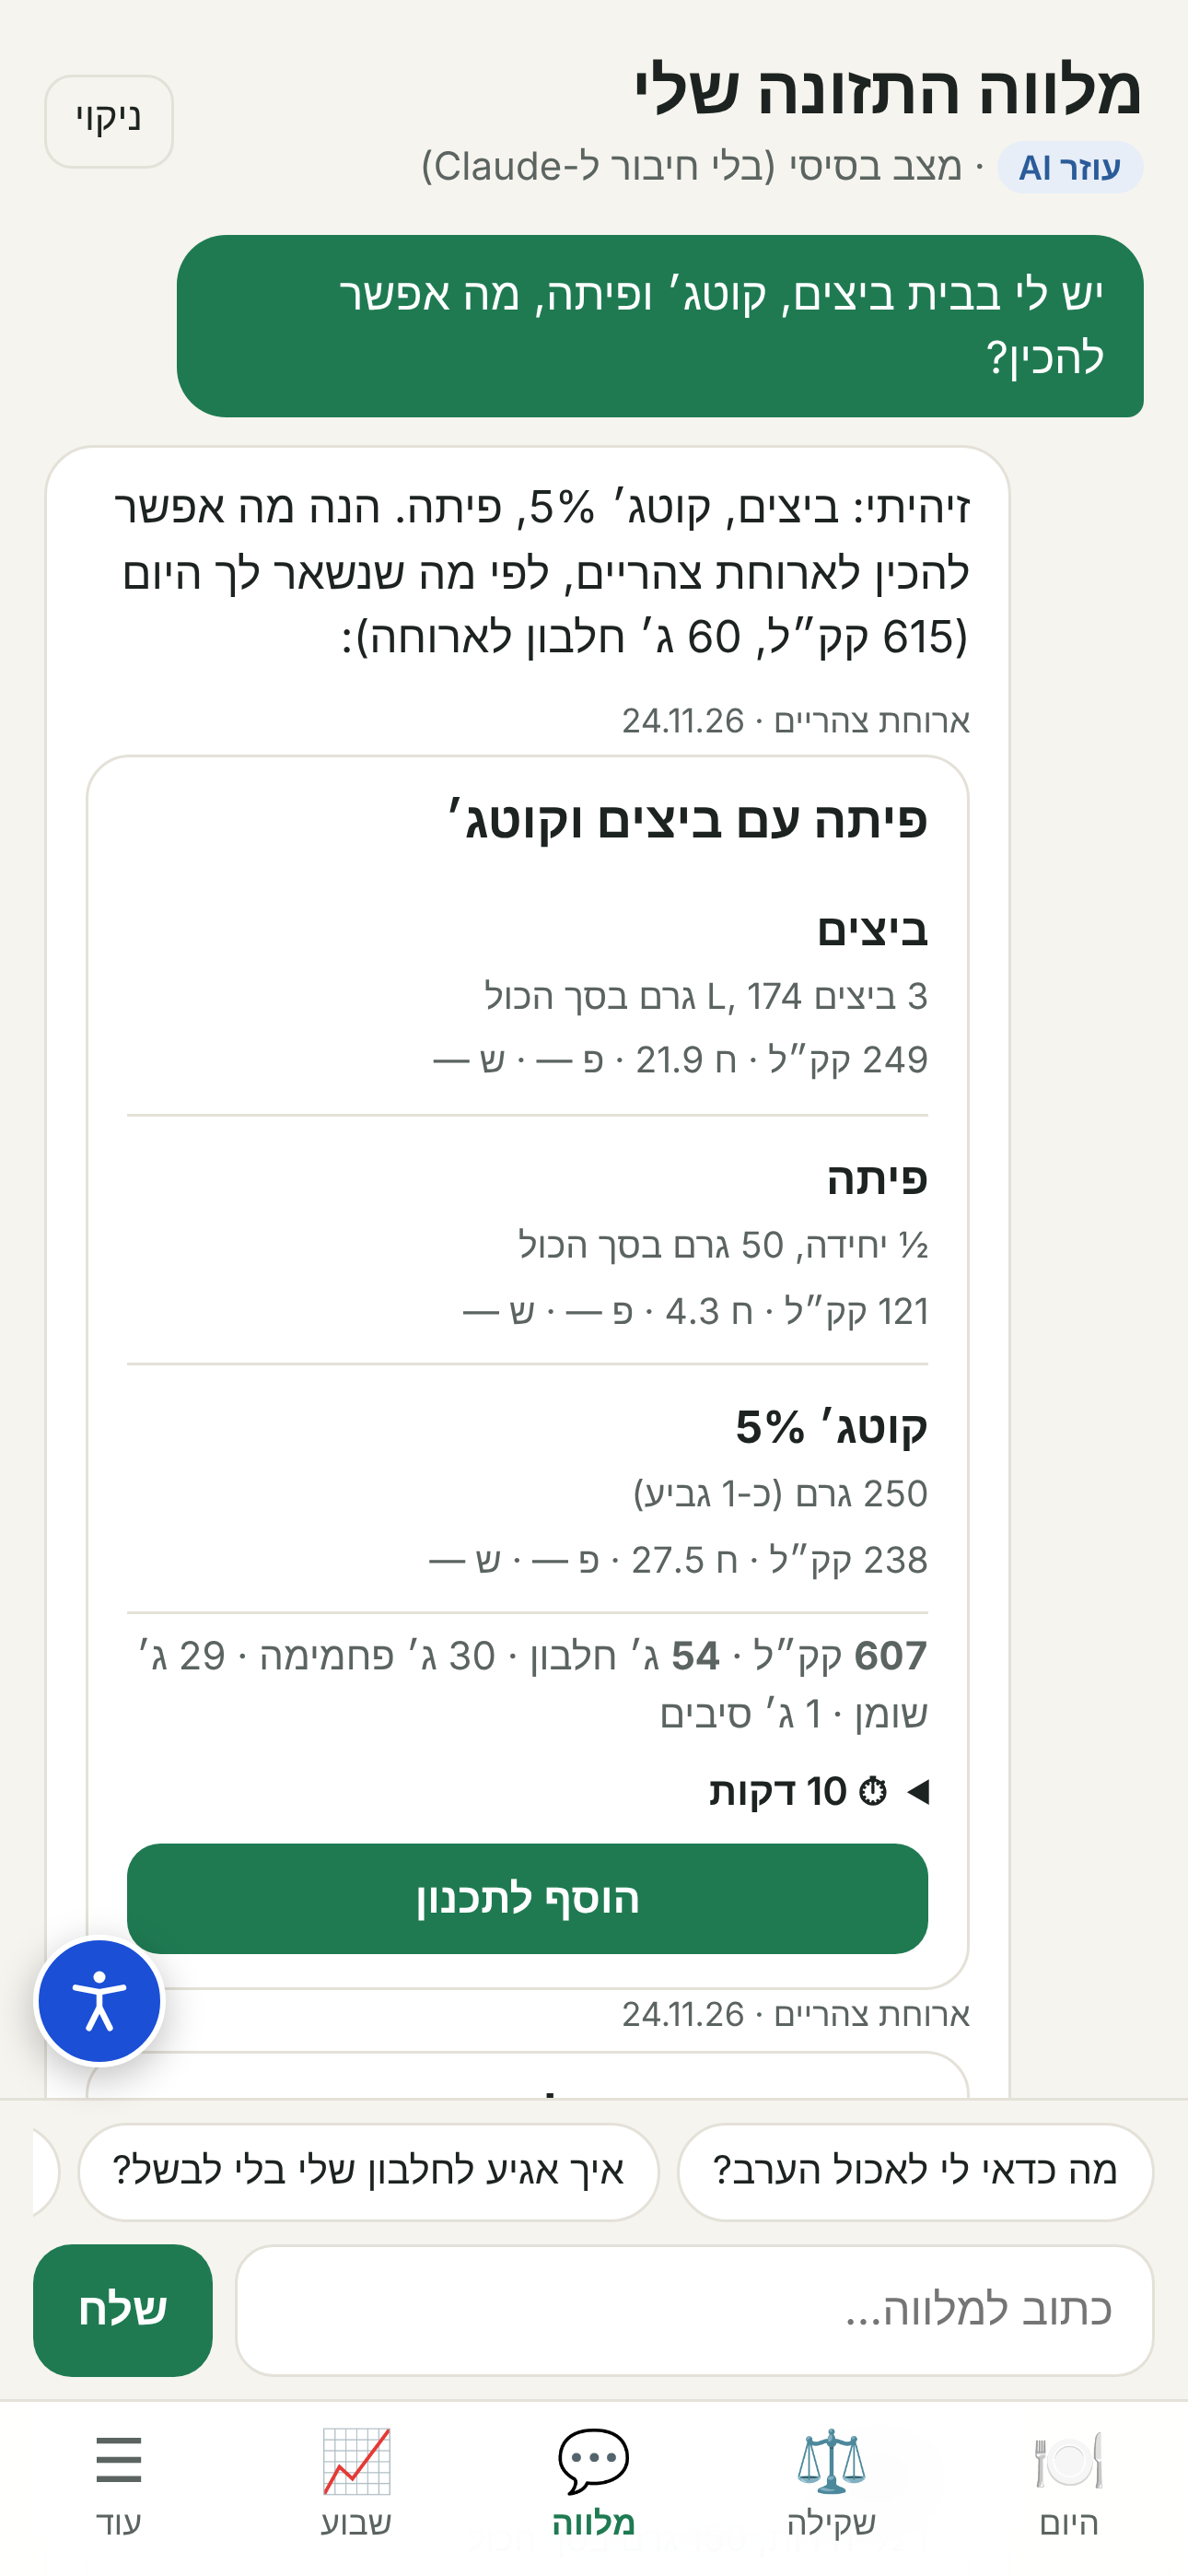 מלווה התזונה שלי
ניקוי
עוזר AI · מצב בסיסי (בלי חיבור ל-Claude)
יש לי בבית ביצים, קוטג׳ ופיתה, מה אפשר
להכין?
זיהיתי: ביצים, קוטג׳ 5%, פיתה. הנה מה אפשר
להכין לארוחת צהריים, לפי מה שנשאר לך היום
(615 קק״ל, 60 ג׳ חלבון לארוחה):
ארוחת צהריים · 24.11.26
פיתה עם ביצים וקוטג׳
ביצים
3 ביצים L, 174 גרם בסך הכול
249 קק״ל · ח 21.9 · פ — · ש —
פיתה
½ יחידה, 50 גרם בסך הכול
121 קק״ל · ח 4.3 · פ — · ש —
קוטג׳ 5%
250 גרם (כ-1 גביע)
238 קק״ל · ח 27.5 · פ — · ש —
607 קק״ל · 54 ג׳ חלבון · 30 ג׳ פחמימה · 29 ג׳
שומן · 1 ג׳ סיבים
10 דקות
הוסף לתכנון
ארוחת צהריים · 24.11.26
מה כדאי לי לאכול הערב?
איך אגיע לחלבון שלי בלי לבשל?
כתוב למלווה...
שלח
היום
שקילה
מלווה
שבוע
עוד